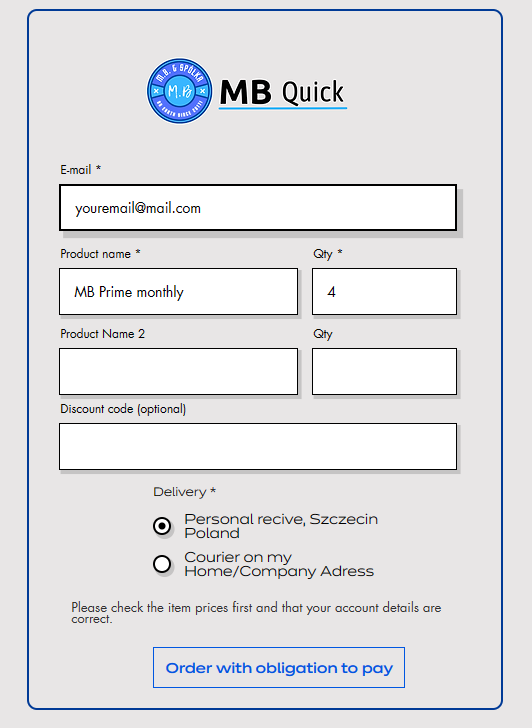 M.B. & SPÓŁKA
M.B
MB Quick
E-mail *
youremail@mail.com
Product name *
Qty *
MB Prime monthly
4
Product Name 2
Qty
Discount code (optional)
Delivery *
Personal recive, Szczecin
Poland
Courier on my
Home/Company Adress
Please check the item prices first and that your account details are
correct.
Order with obligation to pay